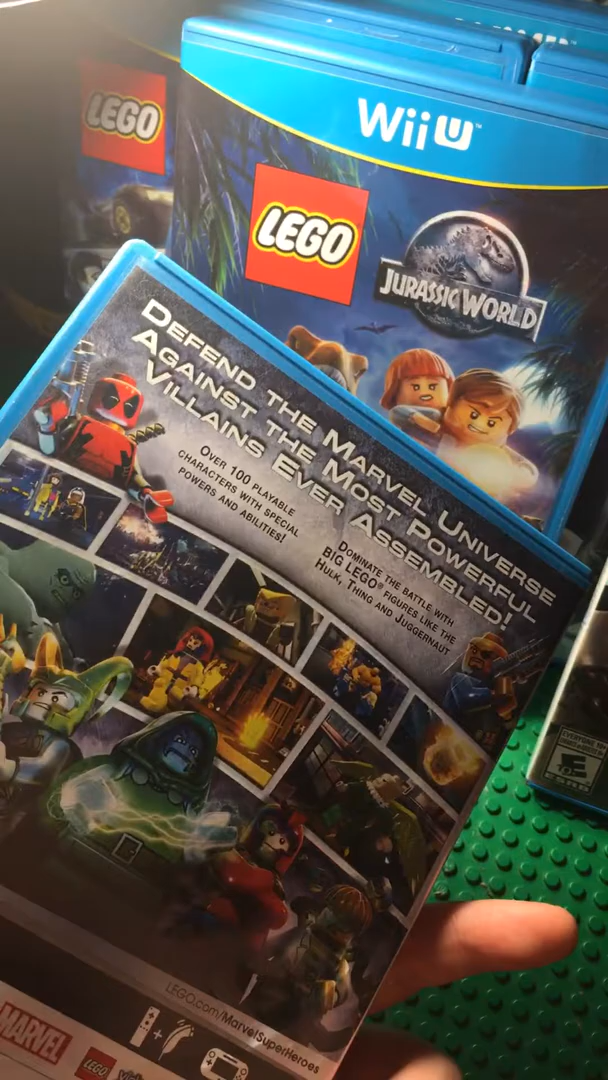 Wii U™
LEGO
LEGO
JURASSIC WORLD
DEFEND THE MARVEL UNIVERSE
AGAINST THE MOST POWERFUL
VILLAINS EVER ASSEMBLED!
OVER 100 PLAYABLE
CHARACTERS WITH SPECIAL
POWERS AND ABILITIES!
DOMINATE THE BATTLE WITH
BIG LEGO® FIGURES LIKE THE
HULK, THING AND JUGGERNAUT
EVERYONE 10+
E
ESRB
LEGO.com/MarvelSuperHeroes
MARVEL
LEGO